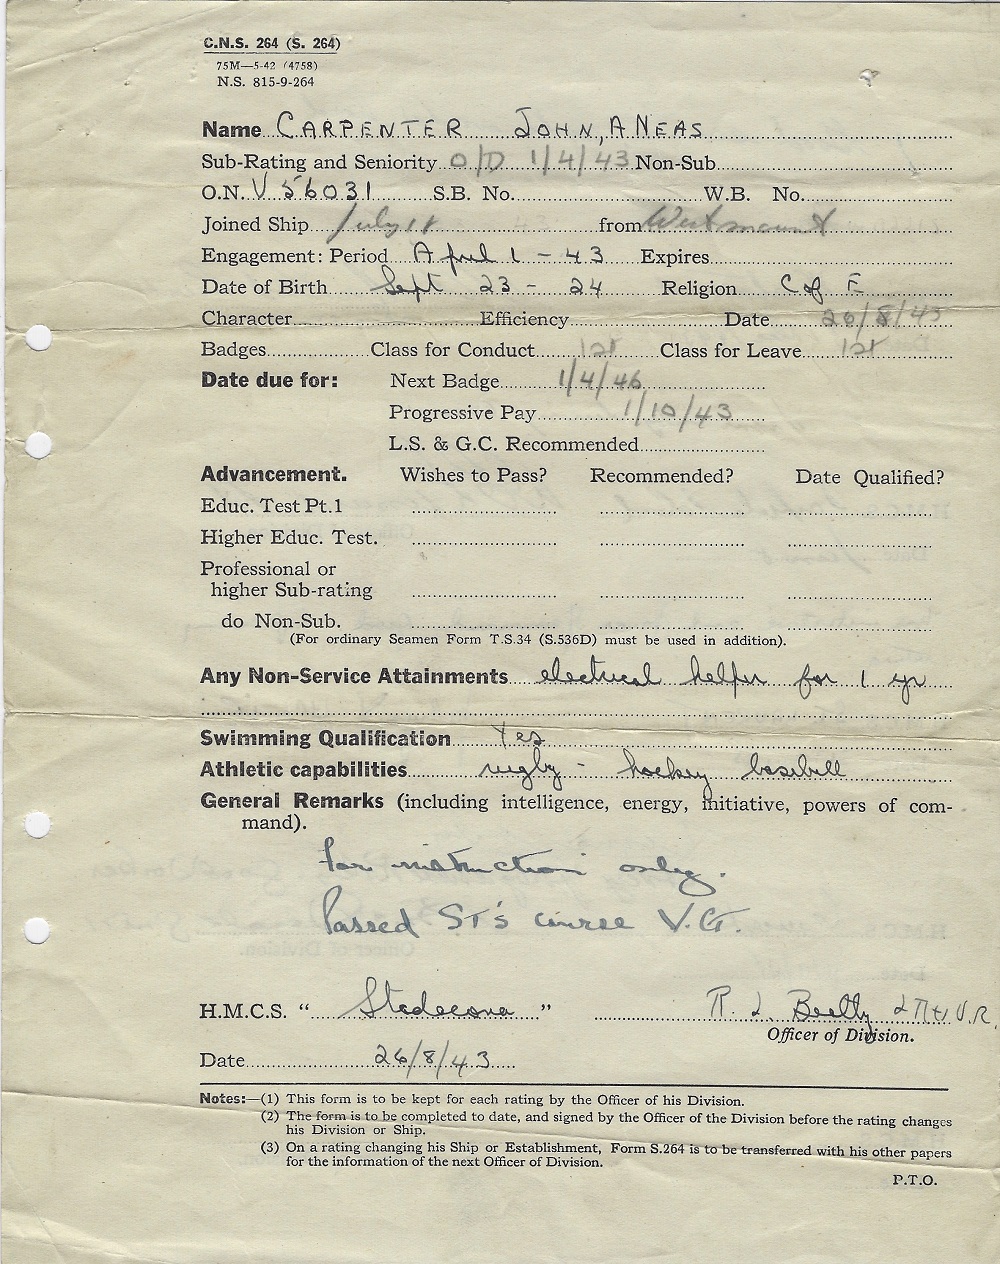 C.N.S. 264 (S. 264)
75M—5-42 (4758)
N.S. 815-9-264
Name CARPENTER JOHN, ANEAS
Sub-Rating and Seniority O/D 1/4/43 Non-Sub
O.N. V 56031 S.B. No. W.B. No.
Joined Ship July from Westmount
Engagement: Period April 1 - 43 Expires
Date of Birth Sept 23 - 24 Religion C of E
Character Efficiency Date 26/8/43
Badges Class for Conduct 1st Class for Leave 1st
Date due for: Next Badge 1/4/46
Progressive Pay 1/10/43
L.S. & G.C. Recommended
Advancement. Wishes to Pass? Recommended? Date Qualified?
Educ. Test Pt.1
Higher Educ. Test.
Professional or
higher Sub-rating
do Non-Sub.
(For ordinary Seamen Form T.S.34 (S.536D) must be used in addition).
Any Non-Service Attainments electrical helper for 1 yr
Swimming Qualification Yes
Athletic capabilities rugby - hockey baseball
General Remarks (including intelligence, energy, initiative, powers of com-
mand).
For instruction only.
Passed ST's course V.G.
H.M.C.S. " Stadacona " R. L. Beatty V.R.
Officer of Division.
Date 26/8/43
Notes:—(1) This form is to be kept for each rating by the Officer of his Division.
(2) The form is to be completed to date, and signed by the Officer of the Division before the rating changes
his Division or Ship.
(3) On a rating changing his Ship or Establishment, Form S.264 is to be transferred with his other papers
for the information of the next Officer of Division.
P.T.O.